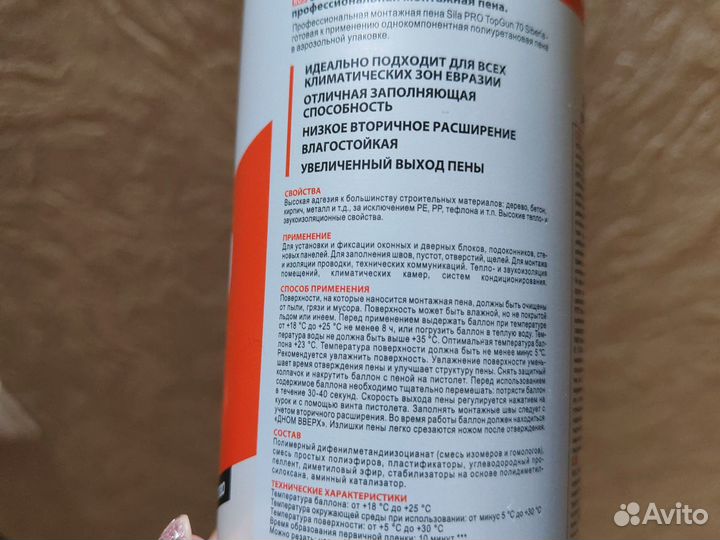 профессиональная монтажная пена.
Профессиональная монтажная пена Sila PRO TopGun 70 Siberia -
готовая к применению однокомпонентная полиуретановая пена
в аэрозольной упаковке.
ИДЕАЛЬНО ПОДХОДИТ ДЛЯ ВСЕХ
КЛИМАТИЧЕСКИХ ЗОН ЕВРАЗИИ
ОТЛИЧНАЯ ЗАПОЛНЯЮЩАЯ
СПОСОБНОСТЬ
НИЗКОЕ ВТОРИЧНОЕ РАСШИРЕНИЕ
ВЛАГОСТОЙКАЯ
УВЕЛИЧЕННЫЙ ВЫХОД ПЕНЫ
СВОЙСТВА
Высокая адгезия к большинству строительных материалов: дерево, бетон,
кирпич, металл и т.д., за исключением PE, PP, тефлона и т.п. Высокие тепло- и
звукоизоляционные свойства.
ПРИМЕНЕНИЕ
Для установки и фиксации оконных и дверных блоков, подоконников, сте-
новых панелей. Для заполнения швов, пустот, отверстий, щелей. Для монтажа
и изоляции проводки, технических коммуникаций. Тепло- и звукоизоляция
помещений, климатических камер, систем кондиционирования.
СПОСОБ ПРИМЕНЕНИЯ
Поверхности, на которые наносится монтажная пена, должны быть очищены
от пыли, грязи и мусора. Поверхность может быть влажной, но не покрытой
льдом или инеем. Перед применением выдержать баллон при температуре
от +18 °С до +25 °С не менее 8 ч, или погрузить баллон в теплую воду. Тем-
пература воды не должна быть выше +35 °С. Оптимальная температура бал-
лона +23 °С. Температура поверхности должна быть не менее минус 5 °С.
Рекомендуется увлажнить поверхность. Увлажнение поверхности умень-
шает время отверждения пены и улучшает структуру пены. Снять защитный
колпачок и накрутить баллон с пеной на пистолет. Перед использованием
содержимое баллона необходимо тщательно перемешать: потрясти баллон
в течение 30-40 секунд. Скорость выхода пены регулируется нажатием на
курок и с помощью винта пистолета. Заполнять монтажные швы следует с
учетом вторичного расширения. Во время работы баллон должен находиться
«ДНОМ ВВЕРХ». Излишки пены легко срезаются ножом после отверждения.
СОСТАВ
Полимерный дифенилметандиизоцианат (смесь изомеров и гомологов),
смесь простых полиэфиров, пластификаторы, углеводородный про-
пеллент, диметиловый эфир, стабилизаторы на основе полидиметил-
силоксана, аминный катализатор.
ТЕХНИЧЕСКИЕ ХАРАКТЕРИСТИКИ
Температура баллона: от +18 °С до +25 °С
Температура окружающей среды при использовании: от минус 5 °С до +30 °С
Температура поверхности: от +5 °С до +30 °С
Время образования первичной пленки: 10 минут ***
Можно резать
Avito